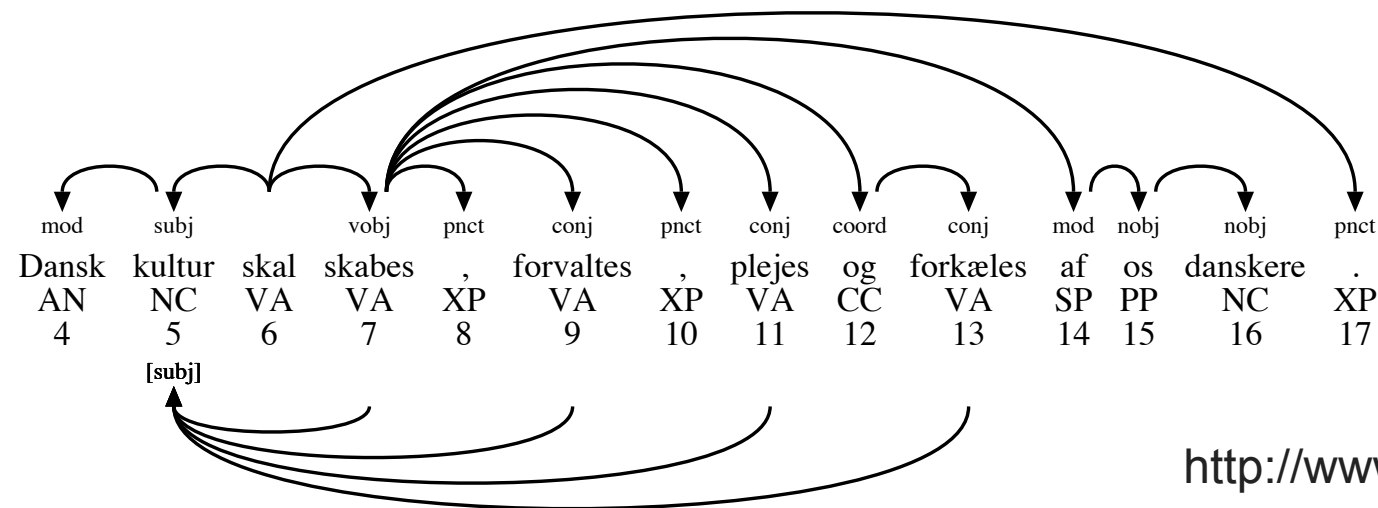 mod subj vobj pnct conj pnct conj coord conj mod nobj nobj pnct
Dansk kultur skal skabes , forvaltes , plejes og forkæles af os danskere .
AN NC VA VA XP VA XP VA CC VA SP PP NC XP
4 5 6 7 8 9 10 11 12 13 14 15 16 17
[subj]
http://www